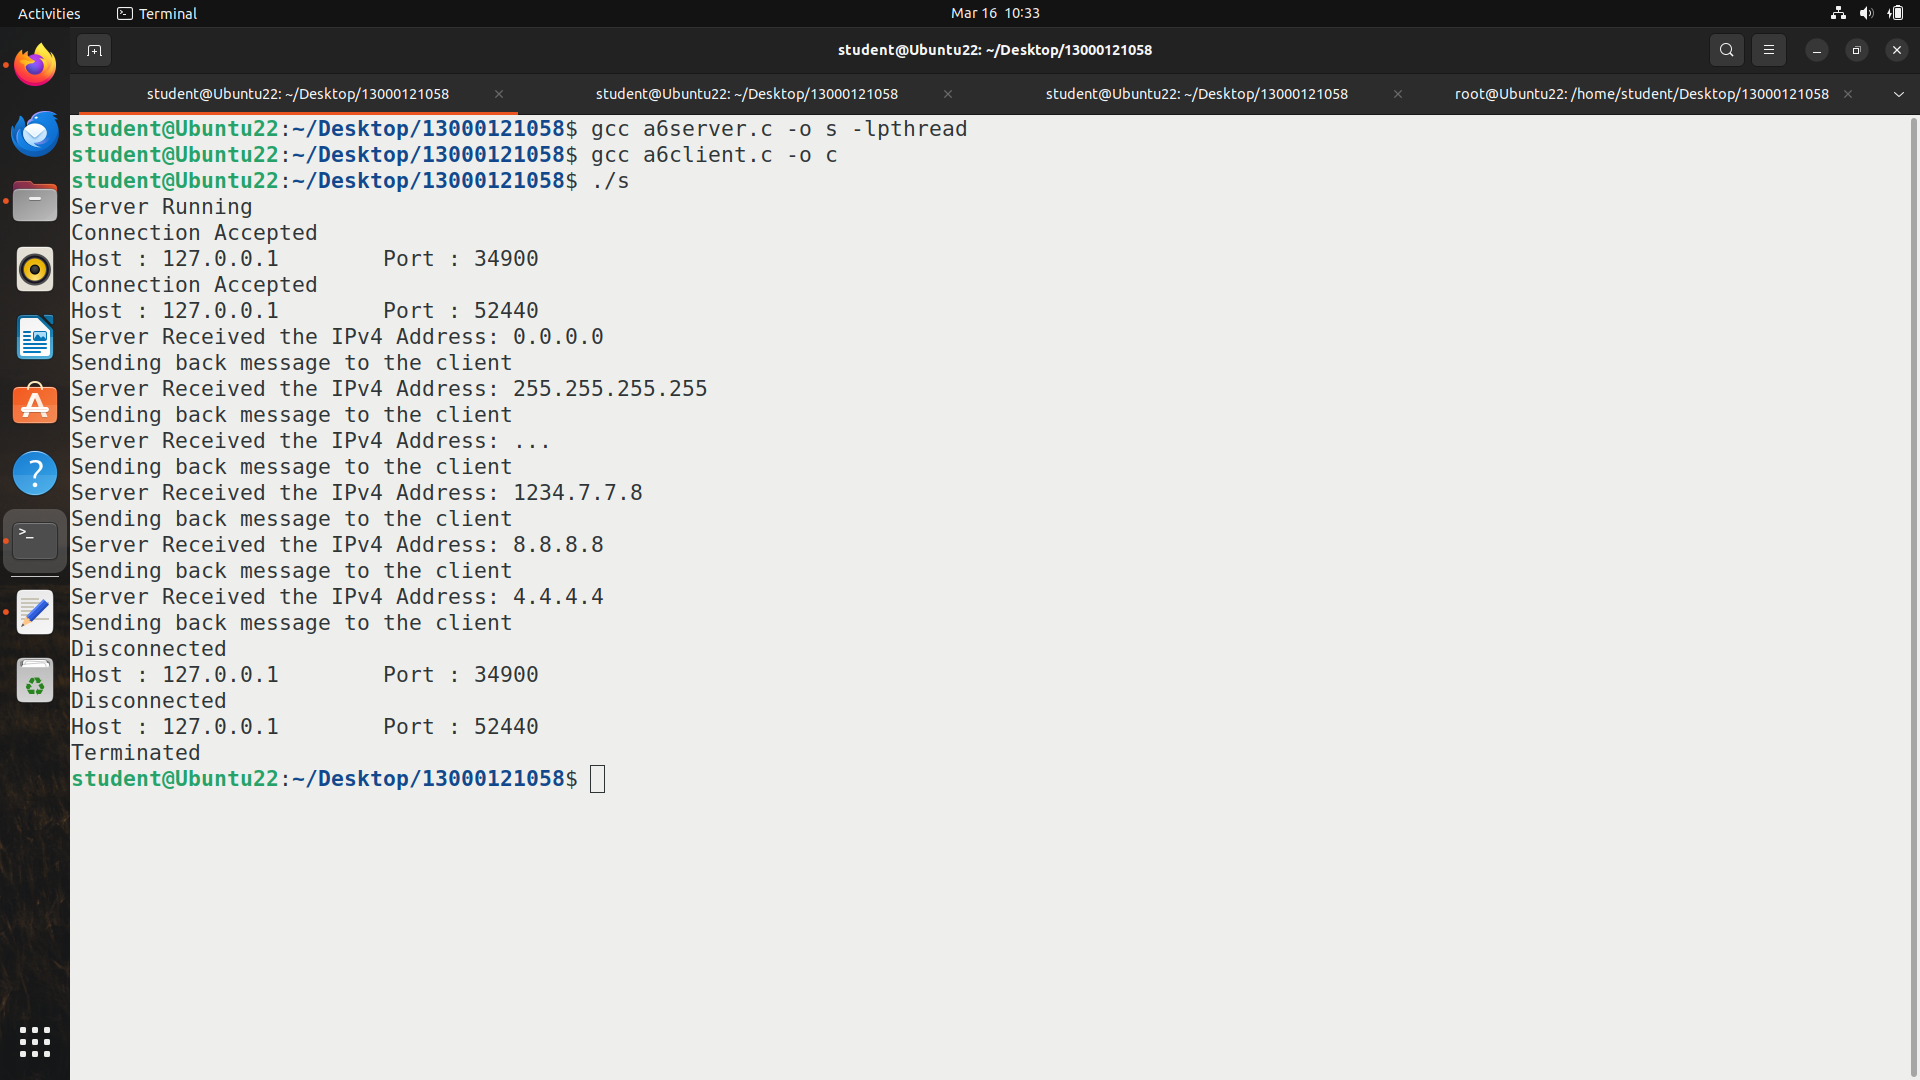 Activities Terminal Mar 16 10:33
student@Ubuntu22: ~/Desktop/13000121058
student@Ubuntu22: ~/Desktop/13000121058 student@Ubuntu22: ~/Desktop/13000121058 student@Ubuntu22: ~/Desktop/13000121058 root@Ubuntu22: /home/student/Desktop/13000121058
student@Ubuntu22:~/Desktop/13000121058$ gcc a6server.c -o s -lpthread
student@Ubuntu22:~/Desktop/13000121058$ gcc a6client.c -o c
student@Ubuntu22:~/Desktop/13000121058$ ./s
Server Running
Connection Accepted
Host : 127.0.0.1        Port : 34900
Connection Accepted
Host : 127.0.0.1        Port : 52440
Server Received the IPv4 Address: 0.0.0.0
Sending back message to the client
Server Received the IPv4 Address: 255.255.255.255
Sending back message to the client
Server Received the IPv4 Address: ...
Sending back message to the client
Server Received the IPv4 Address: 1234.7.7.8
Sending back message to the client
Server Received the IPv4 Address: 8.8.8.8
Sending back message to the client
Server Received the IPv4 Address: 4.4.4.4
Sending back message to the client
Disconnected
Host : 127.0.0.1        Port : 34900
Disconnected
Host : 127.0.0.1        Port : 52440
Terminated
student@Ubuntu22:~/Desktop/13000121058$